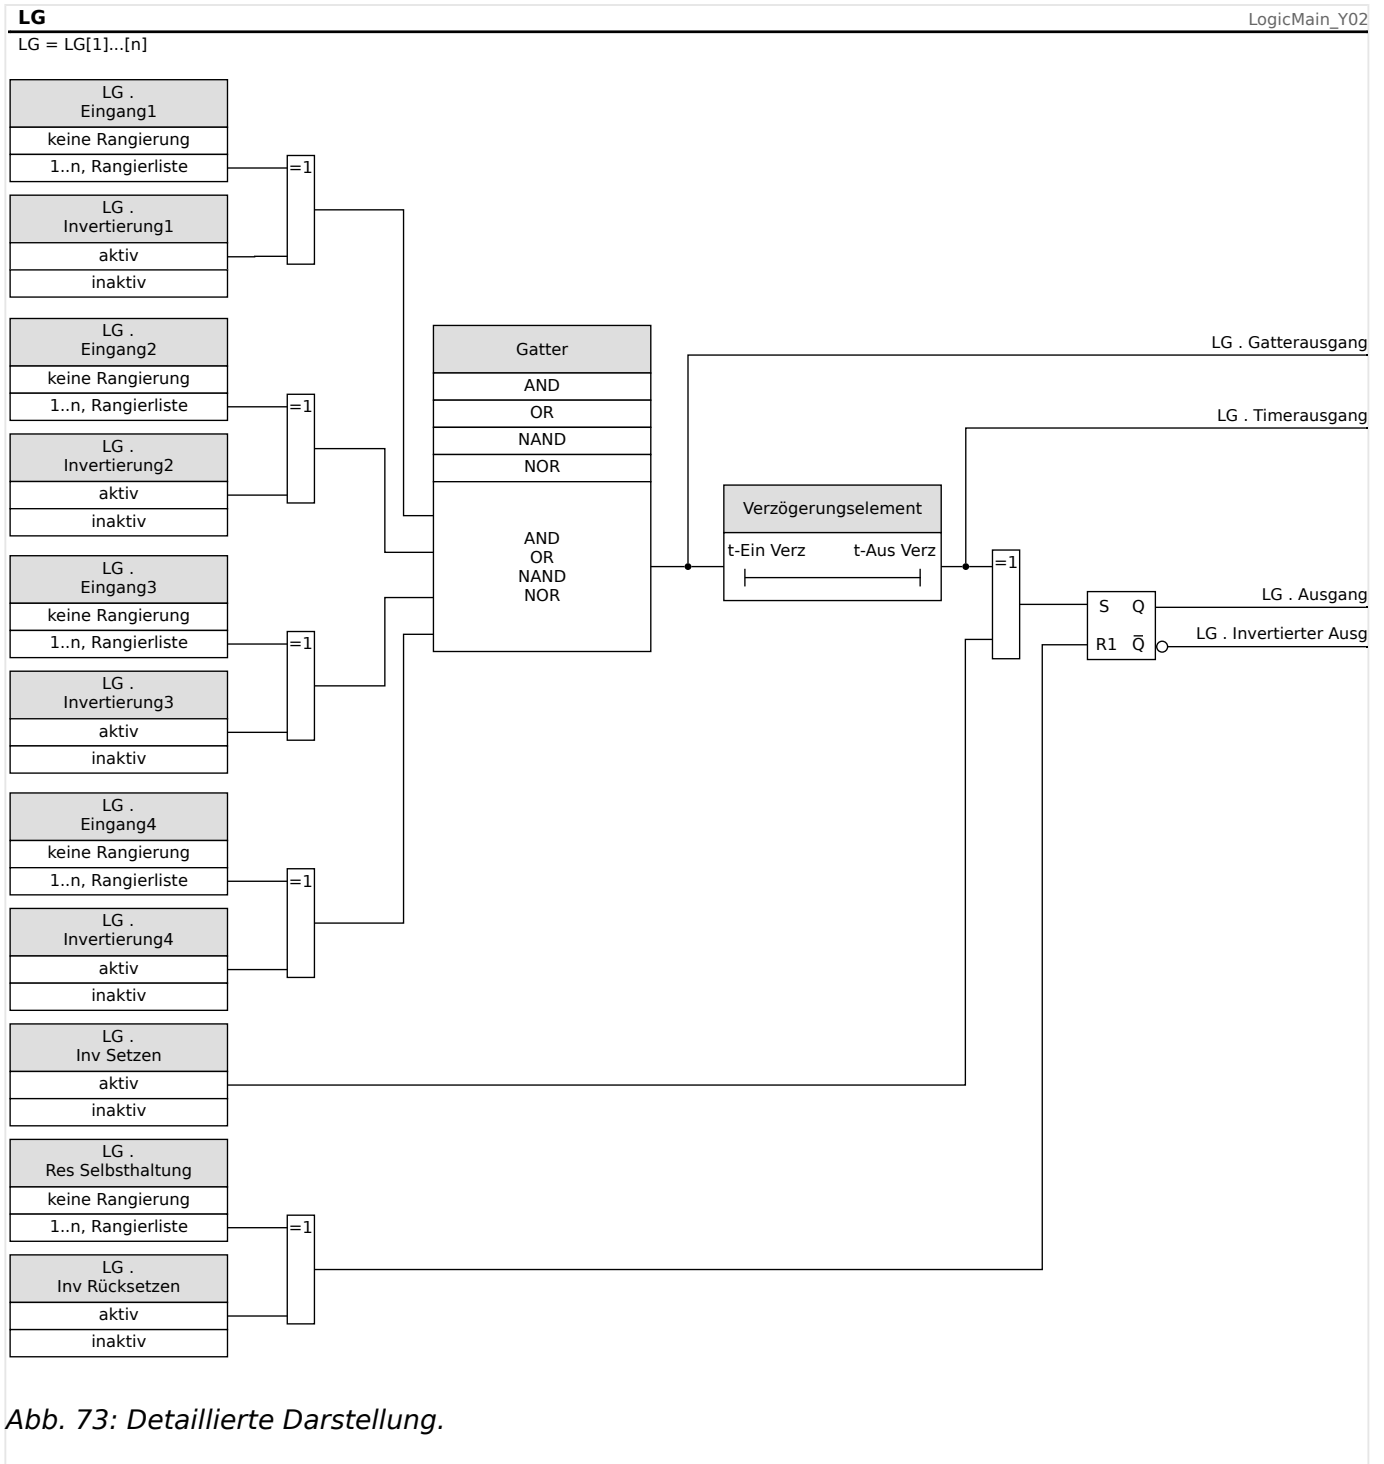 LG
LogicMain_Y02
LG = LG[1]...[n]
LG .
Eingang1
keine Rangierung
1..n, Rangierliste
=1
LG .
Invertierung1
aktiv
inaktiv
LG .
Eingang2
keine Rangierung
1..n, Rangierliste
=1
LG .
Invertierung2
aktiv
inaktiv
LG .
Eingang3
keine Rangierung
1..n, Rangierliste
=1
LG .
Invertierung3
aktiv
inaktiv
LG .
Eingang4
keine Rangierung
1..n, Rangierliste
=1
LG .
Invertierung4
aktiv
inaktiv
LG .
Inv Setzen
aktiv
inaktiv
LG .
Res Selbsthaltung
keine Rangierung
1..n, Rangierliste
=1
LG .
Inv Rücksetzen
aktiv
inaktiv
Gatter
AND
OR
NAND
NOR
AND
OR
NAND
NOR
Verzögerungselement
t-Ein Verz t-Aus Verz
=1
S Q
R1 Q̅
LG . Gatterausgang
LG . Timerausgang
LG . Ausgang
LG . Invertierter Ausg
Abb. 73: Detaillierte Darstellung.